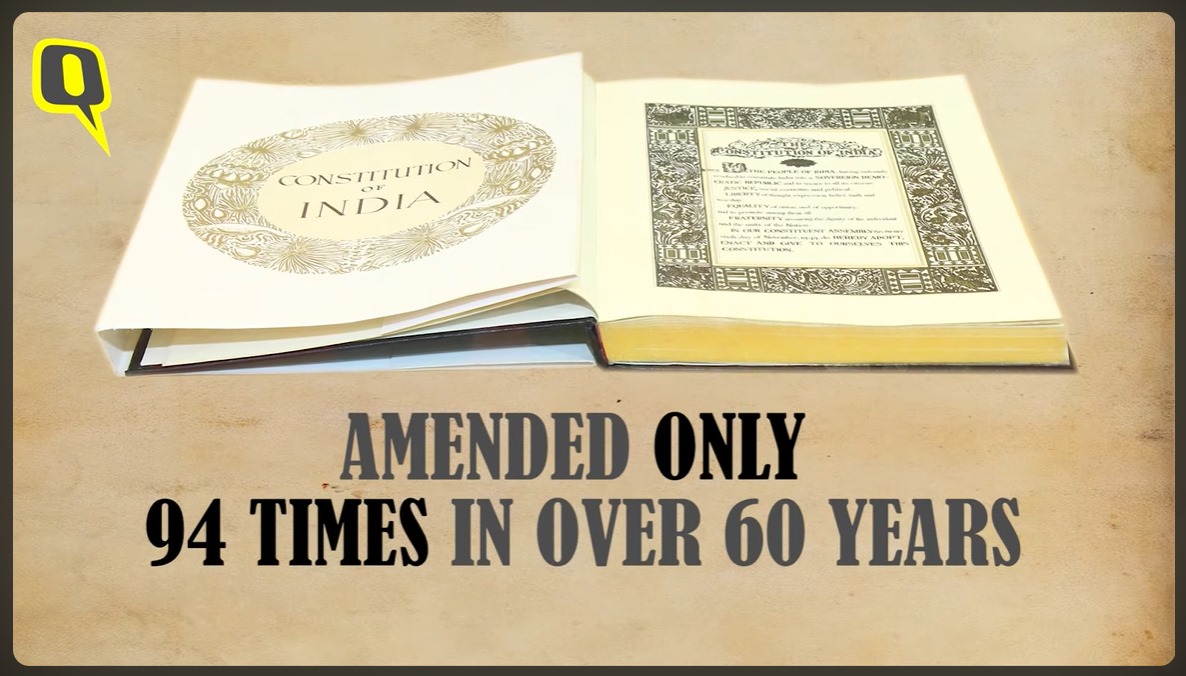 Q
CONSTITUTION
OF
INDIA
THE
CONSTITUTION OF INDIA
WE, THE PEOPLE OF INDIA, having solemnly
resolved to constitute India into a SOVEREIGN DEMO-
CRATIC REPUBLIC and to secure to all its citizens:
JUSTICE, social, economic and political;
LIBERTY of thought, expression, belief, faith and
worship;
EQUALITY of status and of opportunity;
and to promote among them all
FRATERNITY assuring the dignity of the individual
and the unity of the Nation;
IN OUR CONSTITUENT ASSEMBLY this
day of November, do HEREBY ADOPT,
ENACT AND GIVE TO OURSELVES THIS
CONSTITUTION.
AMENDED ONLY
94 TIMES IN OVER 60 YEARS